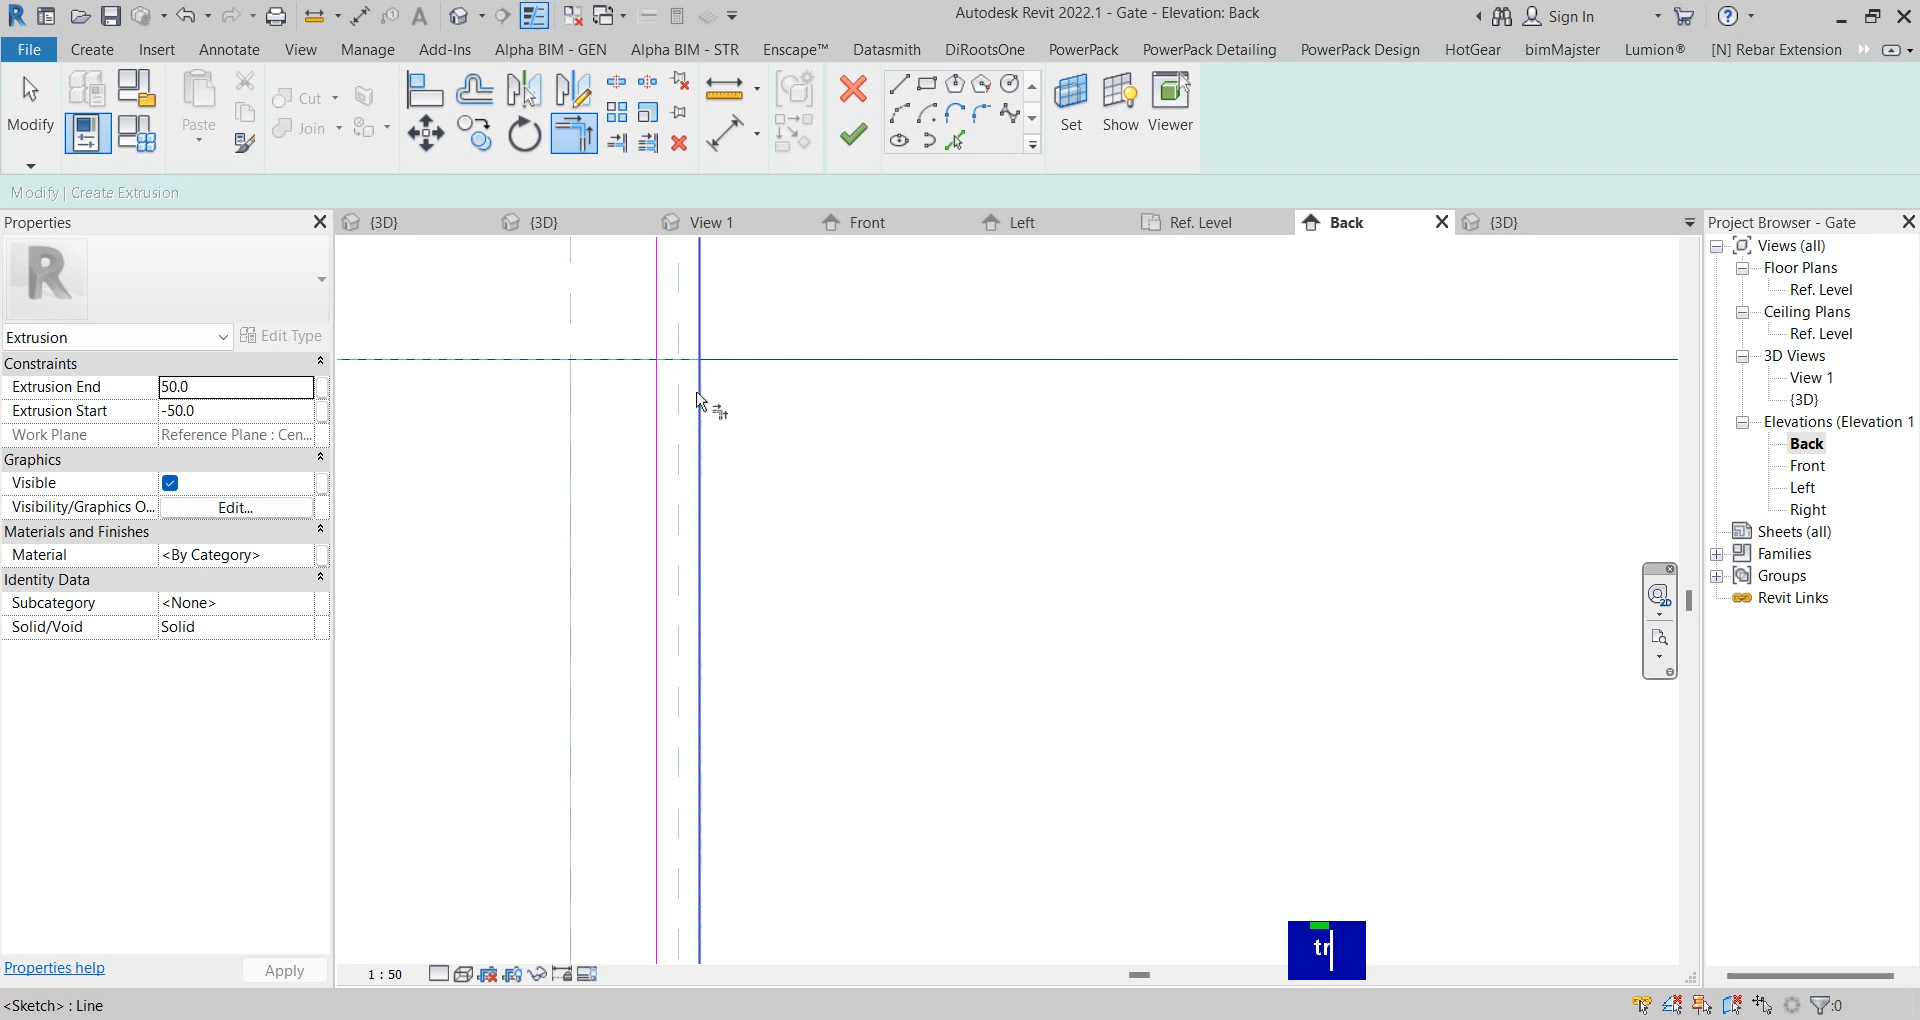 Autodesk Revit 2022.1 - Gate - Elevation: Back
Sign In
File Create Insert Annotate View Manage Add-Ins Alpha BIM - GEN Alpha BIM - STR Enscape™ Datasmith DiRootsOne PowerPack PowerPack Detailing PowerPack Design HotGear bimMajster Lumion® [N] Rebar Extension
Modify
Paste
Cut
Join
Set Show Viewer
Modify | Create Extrusion
Properties
{3D} {3D} View 1 Front Left Ref. Level Back {3D}
Project Browser - Gate
R
Extrusion Edit Type
Constraints
Extrusion End 50.0
Extrusion Start -50.0
Work Plane Reference Plane : Cen...
Graphics
Visible
Visibility/Graphics O... Edit...
Materials and Finishes
Material <By Category>
Identity Data
Subcategory <None>
Solid/Void Solid
Properties help Apply
Views (all)
Floor Plans
Ref. Level
Ceiling Plans
Ref. Level
3D Views
View 1
{3D}
Elevations (Elevation 1
Back
Front
Left
Right
Sheets (all)
Families
Groups
Revit Links
2D
tr
1 : 50
<Sketch> : Line
:0